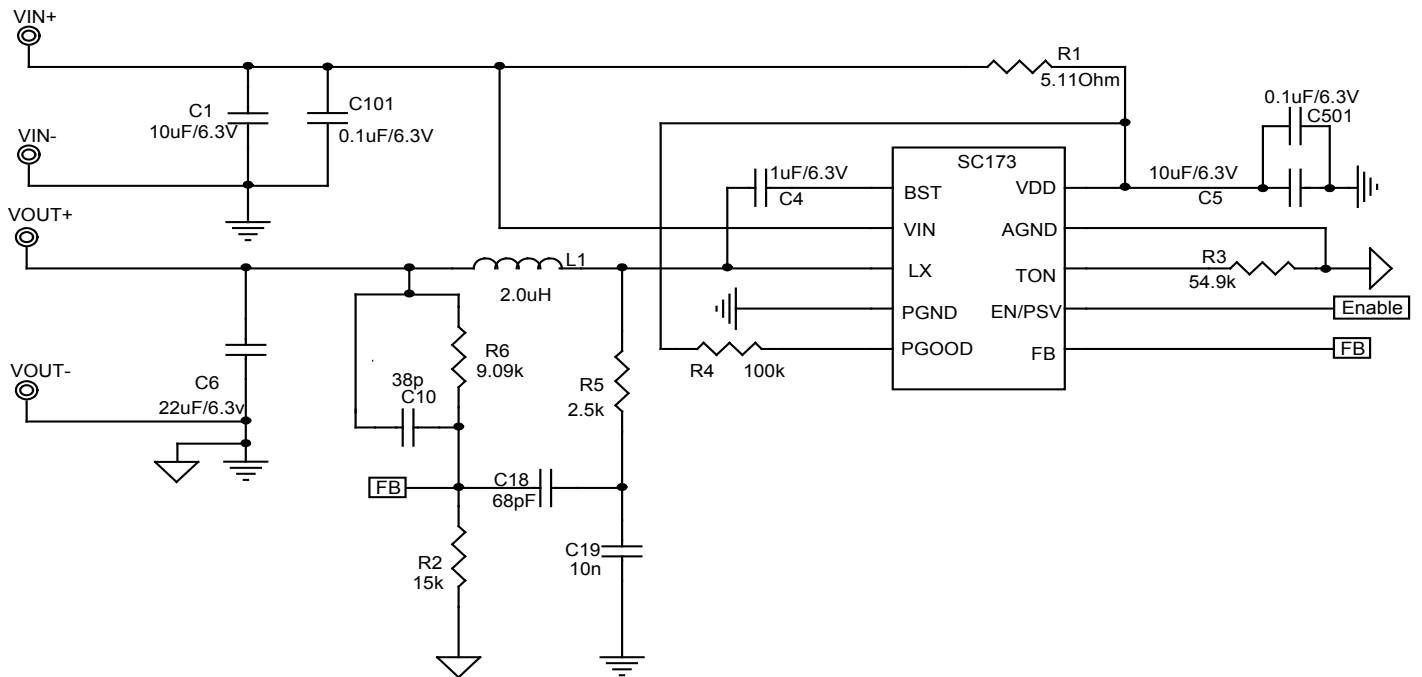 VIN+
R1
5.11Ohm
C1
10uF/6.3V
C101
0.1uF/6.3V
0.1uF/6.3V
C501
VIN-
1uF/6.3V
C4
SC173
BST
VDD
VIN
AGND
LX
TON
PGND
EN/PSV
PGOOD
FB
10uF/6.3V
C5
VOUT+
L1
2.0uH
R3
54.9k
Enable
FB
R4
100k
VOUT-
C6
22uF/6.3v
R6
9.09k
38p
C10
R5
2.5k
FB
C18
68pF
R2
15k
C19
10n